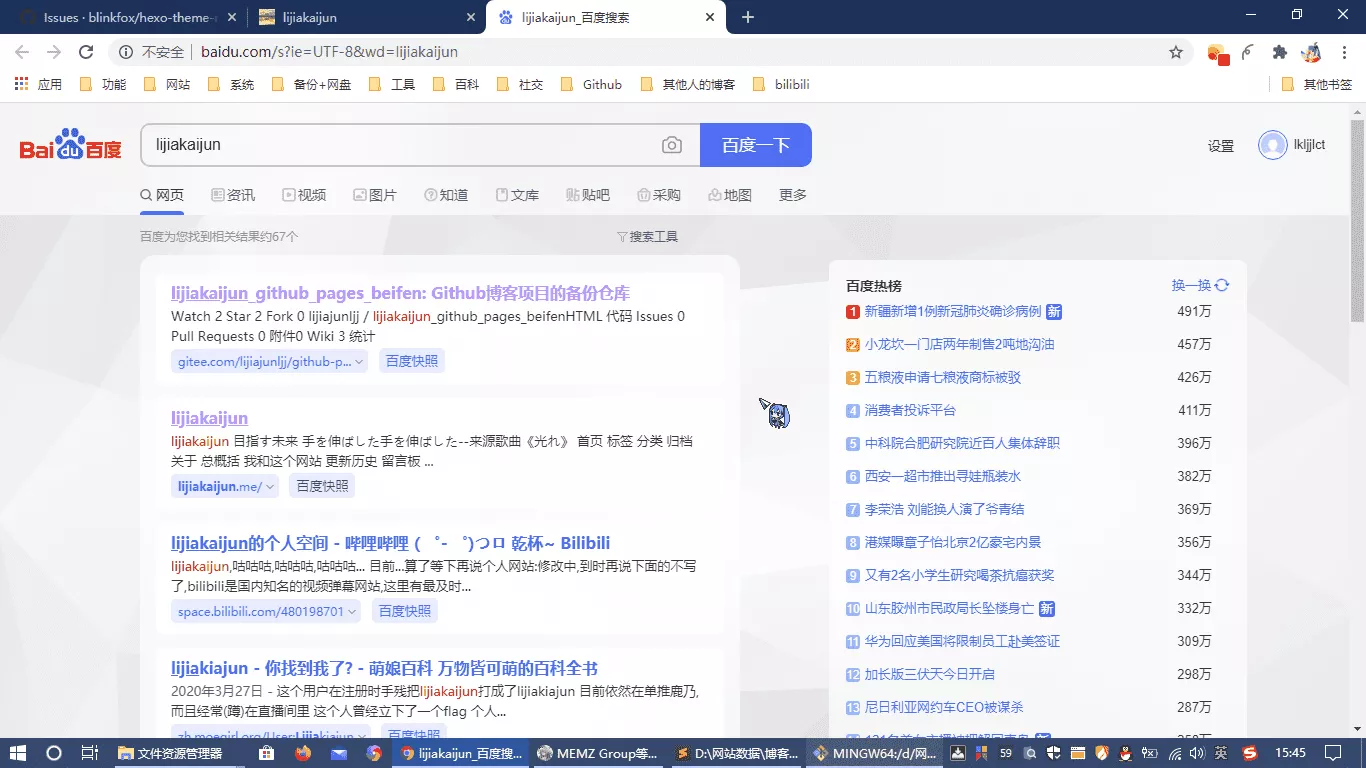 Issues · blinkfox/hexo-theme-
lijiakaijun
lijiakaijun_百度搜索
不安全 baidu.com/s?ie=UTF-8&wd=lijiakaijun
应用 功能 网站 系统 备份+网盘 工具 百科 社交 Github 其他人的博客 bilibili 其他书签
Bai du 百度
lijiakaijun
百度一下
设置 lkljjlct
网页 资讯 视频 图片 知道 文库 贴吧 采购 地图 更多
百度为您找到相关结果约67个
搜索工具
lijiakaijun_github_pages_beifen: Github博客项目的备份仓库
Watch 2 Star 2 Fork 0 lijiajunljj / lijiakaijun_github_pages_beifenHTML 代码 Issues 0
Pull Requests 0 附件0 Wiki 3 统计
gitee.com/lijiajunljj/github-p... 百度快照
lijiakaijun
lijiakaijun 目指す未来 手を伸ばした手を伸ばした--来源歌曲《光れ》 首页 标签 分类 归档
关于 总概括 我和这个网站 更新历史 留言板 ...
lijiakaijun.me/ 百度快照
lijiakaijun的个人空间 - 哔哩哔哩 ( ゜- ゜)つロ 乾杯~ Bilibili
lijiakaijun,咕咕咕,咕咕咕,咕咕咕... 目前...算了等下再说个人网站:修改中,到时再说下面的不写
了,bilibili是国内知名的视频弹幕网站,这里有最及时...
space.bilibili.com/480198701 百度快照
lijiakiajun - 你找到我了? - 萌娘百科 万物皆可萌的百科全书
2020年3月27日 - 这个用户在注册时手残把lijiakaijun打成了lijiakiajun 目前依然在单推鹿乃,
而且经常(蹲)在直播间里 这个人曾经立下了一个flag 个人...
zh.moegirl.org/User:Lijiakiajun 百度快照
百度热榜 换一换
1 新疆新增1例新冠肺炎确诊病例 新 491万
2 小龙坎一门店两年制售2吨地沟油 457万
3 五粮液申请七粮液商标被驳 426万
4 消费者投诉平台 411万
5 中科院合肥研究院近百人集体辞职 396万
6 西安一超市推出寻娃瓶装水 382万
7 李荣浩 刘能换人演了爷青结 369万
8 港媒曝章子怡北京2亿豪宅内景 356万
9 又有2名小学生研究喝茶抗癌获奖 344万
10 山东胶州市民政局长坠楼身亡 新 332万
11 华为回应美国将限制员工赴美签证 309万
12 加长版三伏天今日开启 298万
13 尼日利亚网约车CEO被谋杀 287万
文件资源管理器 lijiakaijun_百度搜... MEMZ Group等... D:\网站数据\博客... MINGW64:/d/网... 59 英 15:45